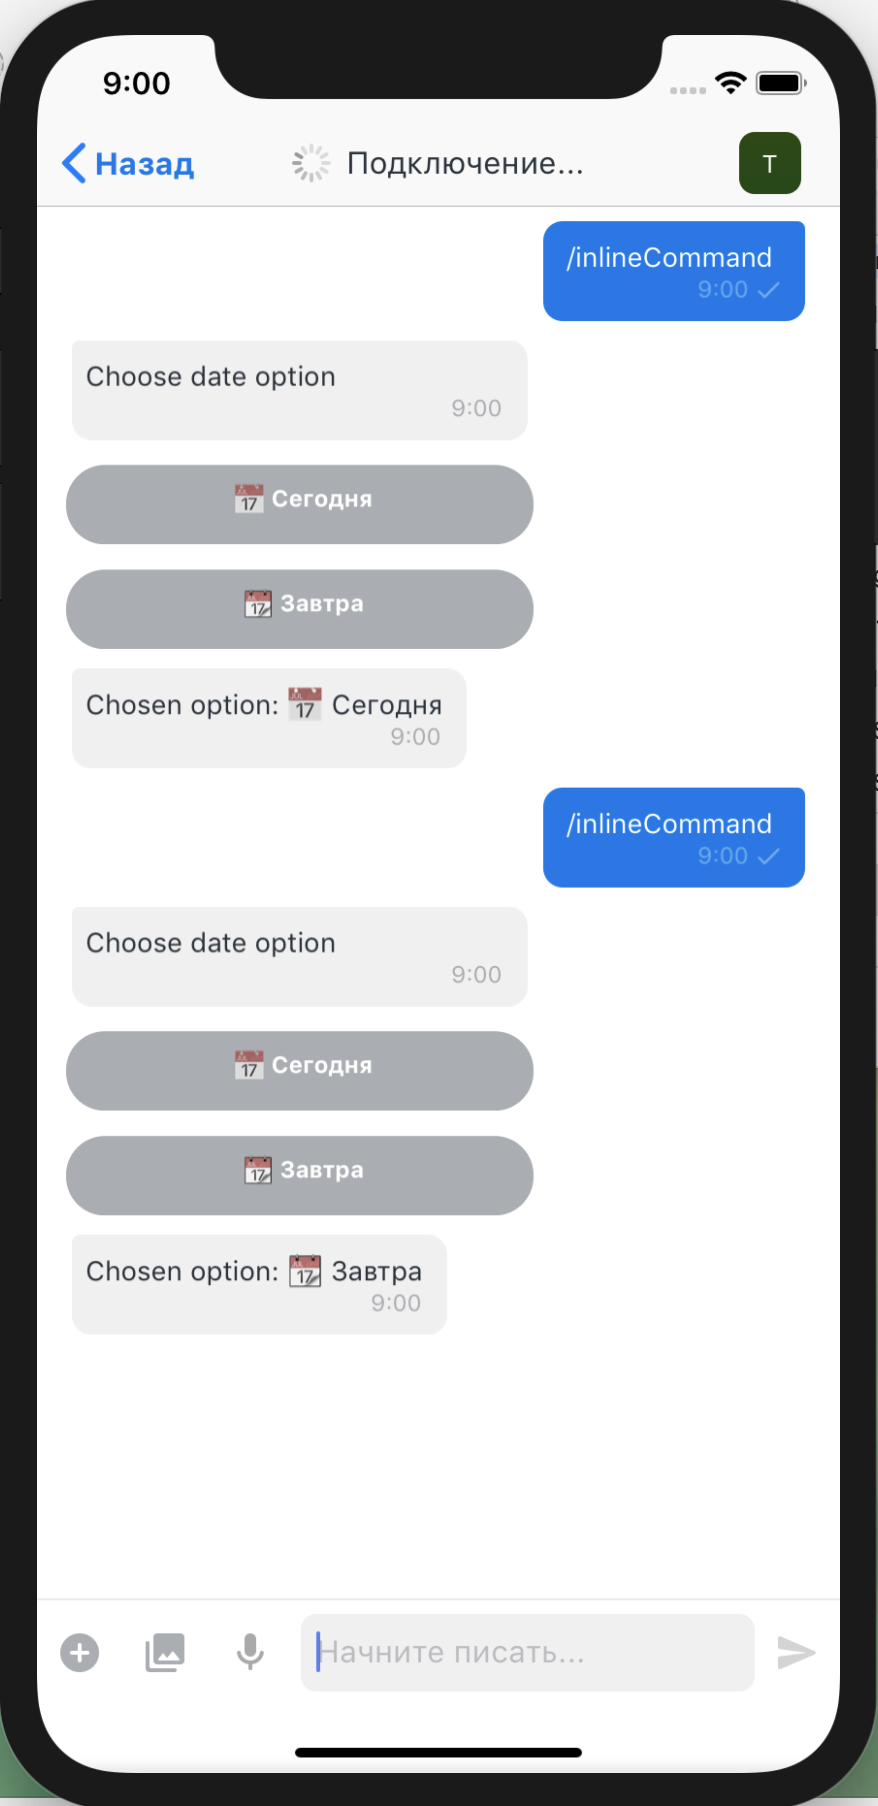 9:00
Назад
Подключение...
T
/inlineCommand
9:00
Choose date option
9:00
📅 Сегодня
📆 Завтра
Chosen option: 📅 Сегодня
9:00
/inlineCommand
9:00
Choose date option
9:00
📅 Сегодня
📆 Завтра
Chosen option: 📆 Завтра
9:00
Начните писать...